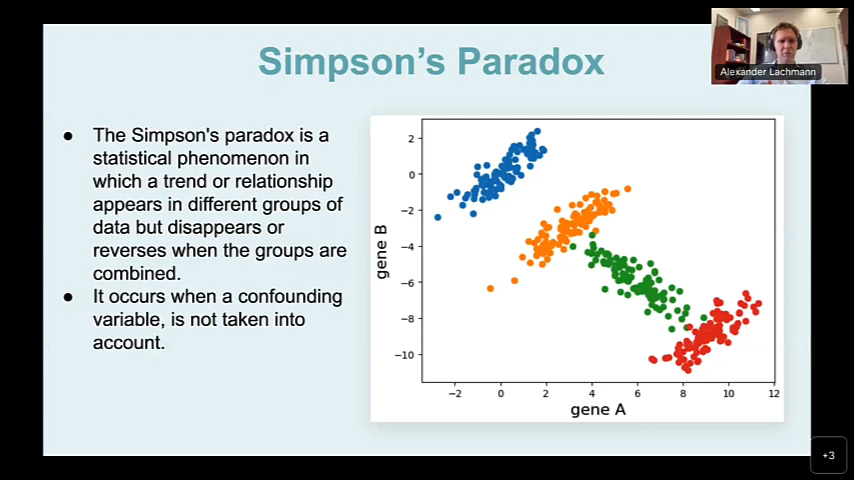 Simpson's Paradox
Alexander Lachmann
● The Simpson's paradox is a
statistical phenomenon in
which a trend or relationship
appears in different groups of
data but disappears or
reverses when the groups are
combined.
● It occurs when a confounding
variable, is not taken into
account.
gene B
2
0
−2
−4
−6
−8
−10
−2 0 2 4 6 8 10 12
gene A
+3